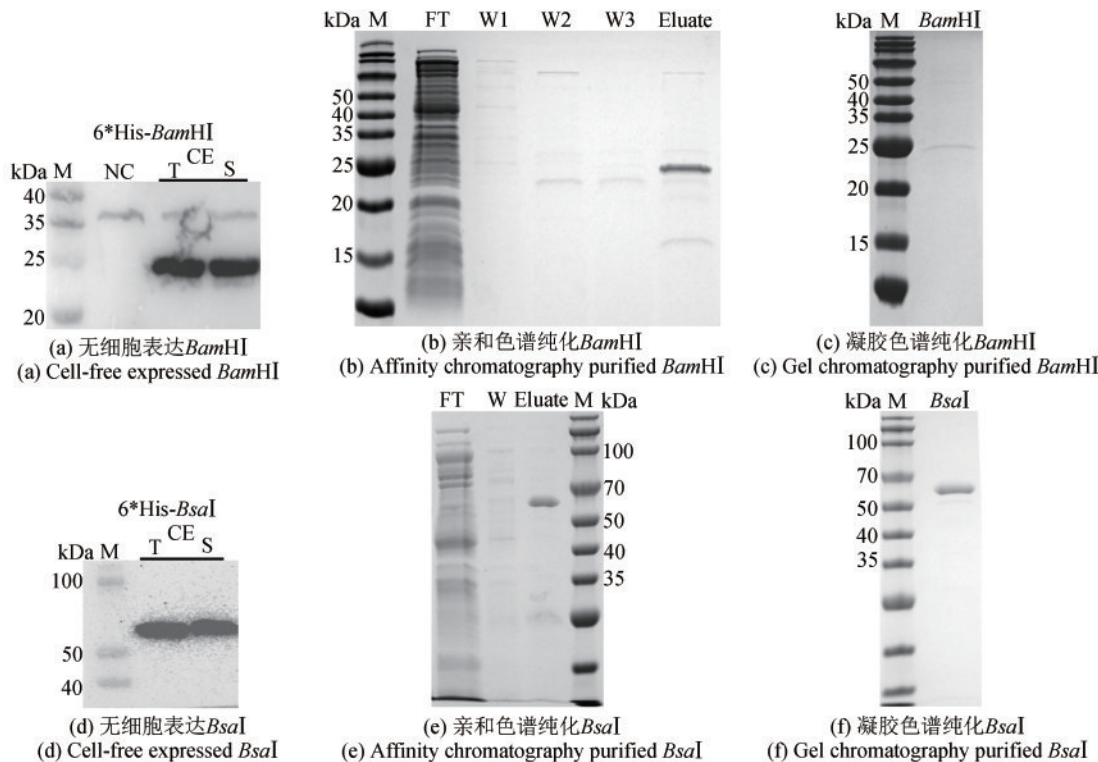 6*His-BamHⅠ
CE
kDa M NC T S
40
35
25
20
(a) 无细胞表达BamHⅠ
(a) Cell-free expressed BamHⅠ
kDa M FT W1 W2 W3 Eluate
50
40
35
25
20
15
(b) 亲和色谱纯化BamHⅠ
(b) Affinity chromatography purified BamHⅠ
kDa M BamHⅠ
50
40
35
25
20
15
(c) 凝胶色谱纯化BamHⅠ
(c) Gel chromatography purified BamHⅠ
6*His-BsaⅠ
CE
kDa M T S
100
50
40
(d) 无细胞表达BsaⅠ
(d) Cell-free expressed BsaⅠ
FT W Eluate M kDa
100
70
50
40
35
(e) 亲和色谱纯化BsaⅠ
(e) Affinity chromatography purified BsaⅠ
kDa M BsaⅠ
100
70
50
40
35
(f) 凝胶色谱纯化BsaⅠ
(f) Gel chromatography purified BsaⅠ